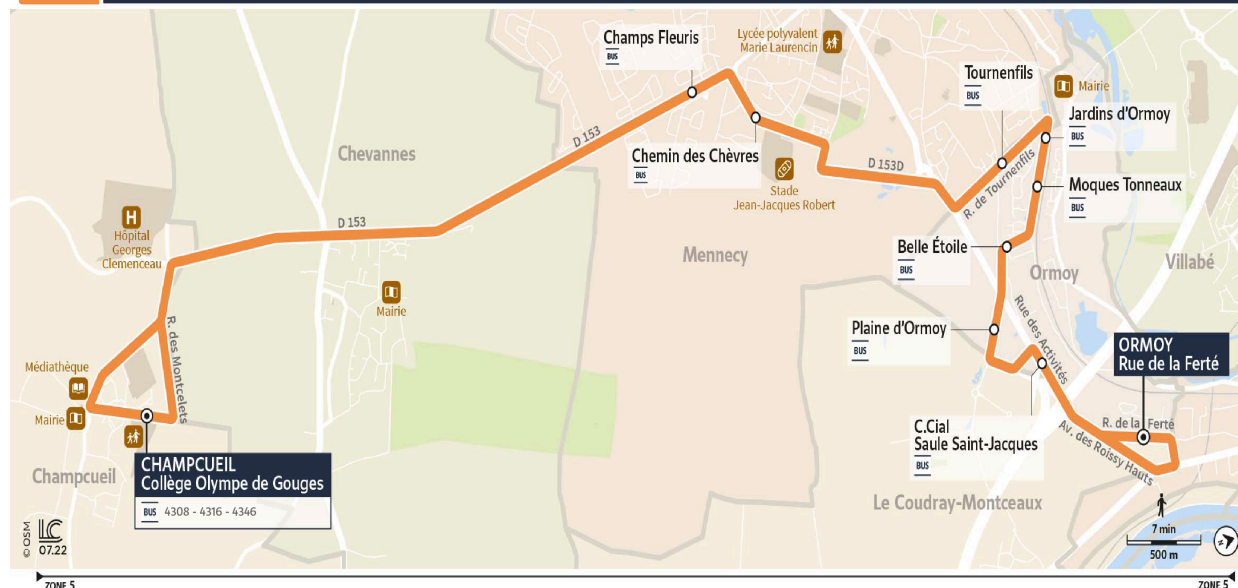 Champs Fleuris
BUS
Lycée polyvalent
Marie Laurencin
Tournenfils
BUS
Mairie
Jardins d'Ormoy
BUS
D 153
Chemin des Chèvres
BUS
D 153D
Stade
Jean-Jacques Robert
R. de Tournenfils
Moques Tonneaux
BUS
Chevannes
H
Hôpital
Georges
Clemenceau
D 153
Mennecy
Belle Étoile
BUS
Ormoy
Villabé
Mairie
R. des Montcelets
Plaine d'Ormoy
BUS
Rue des Activités
ORMOY
Rue de la Ferté
Médiathèque
Mairie
C.Cial
Saule Saint-Jacques
BUS
R. de la Ferté
Av. des Roissy Hauts
Champcueil
CHAMPCUEIL
Collège Olympe de Gouges
BUS 4308 - 4316 - 4346
Le Coudray-Montceaux
© OSM
LC
07.22
7 min
500 m
N
ZONE 5
ZONE 5